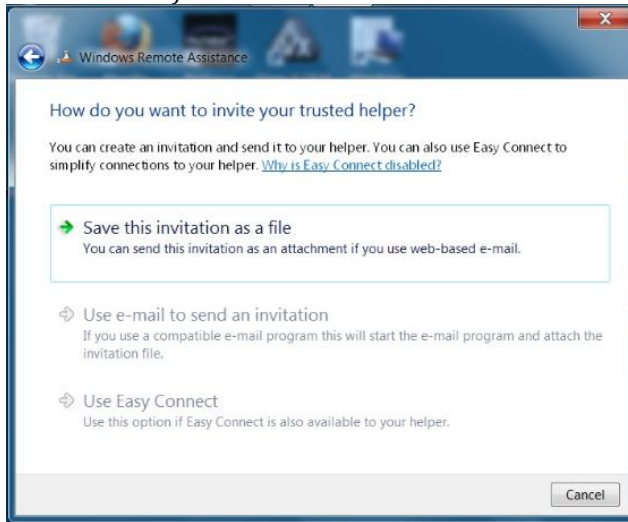 Windows Remote Assistance
How do you want to invite your trusted helper?
You can create an invitation and send it to your helper. You can also use Easy Connect to
simplify connections to your helper. Why is Easy Connect disabled?
Save this invitation as a file
You can send this invitation as an attachment if you use web-based e-mail.
Use e-mail to send an invitation
If you use a compatible e-mail program this will start the e-mail program and attach the
invitation file.
Use Easy Connect
Use this option if Easy Connect is also available to your helper.
Cancel